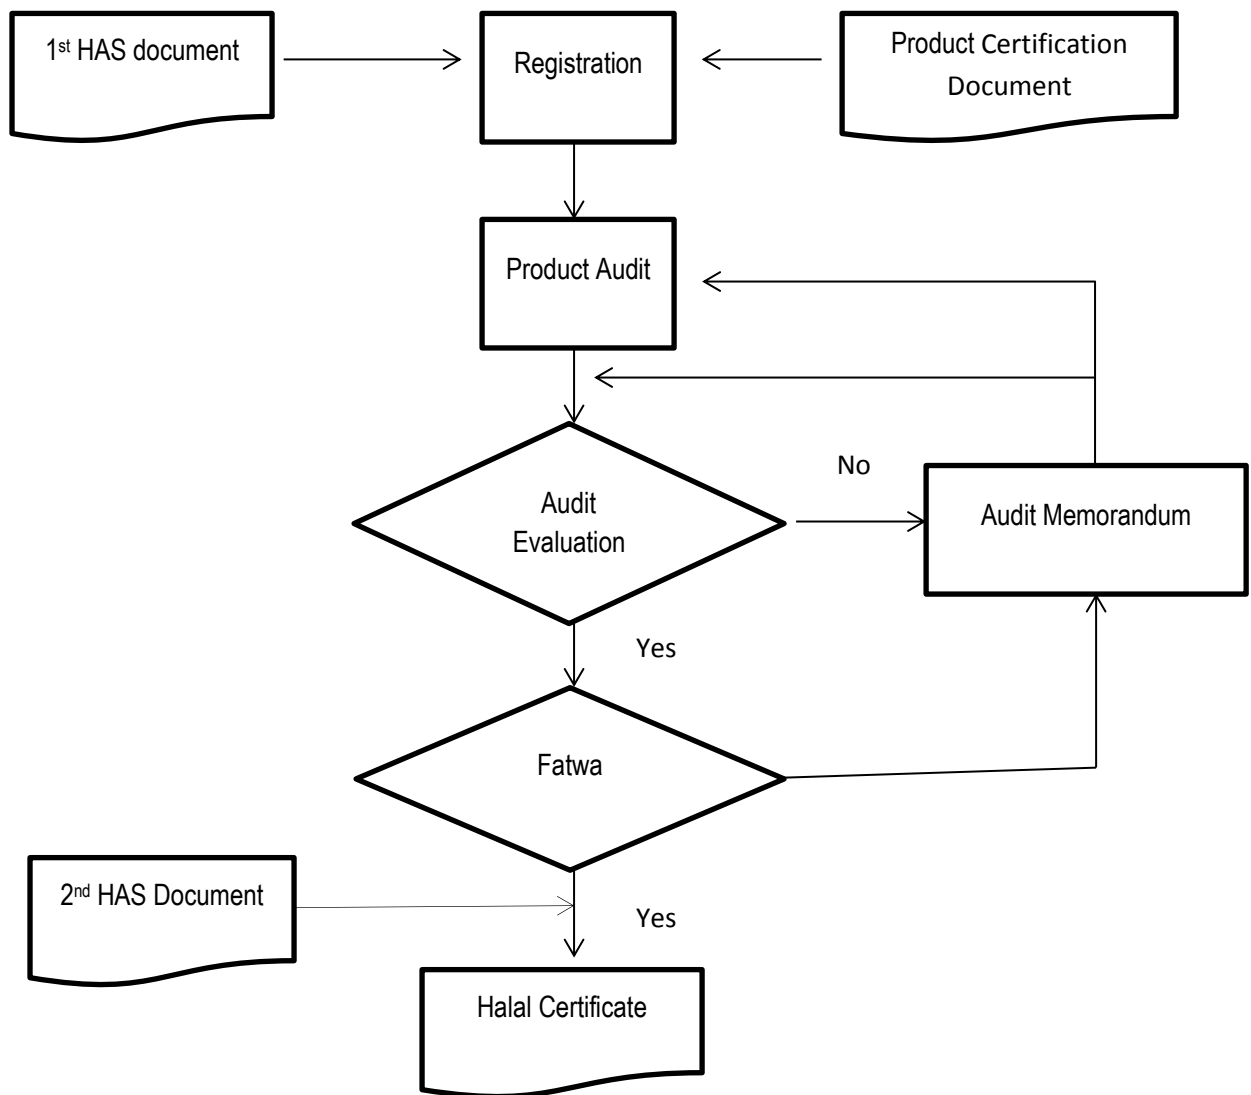 1st HAS document
Registration
Product Certification
Document
Product Audit
No
Audit
Evaluation
Audit Memorandum
Yes
Fatwa
2nd HAS Document
Yes
Halal Certificate